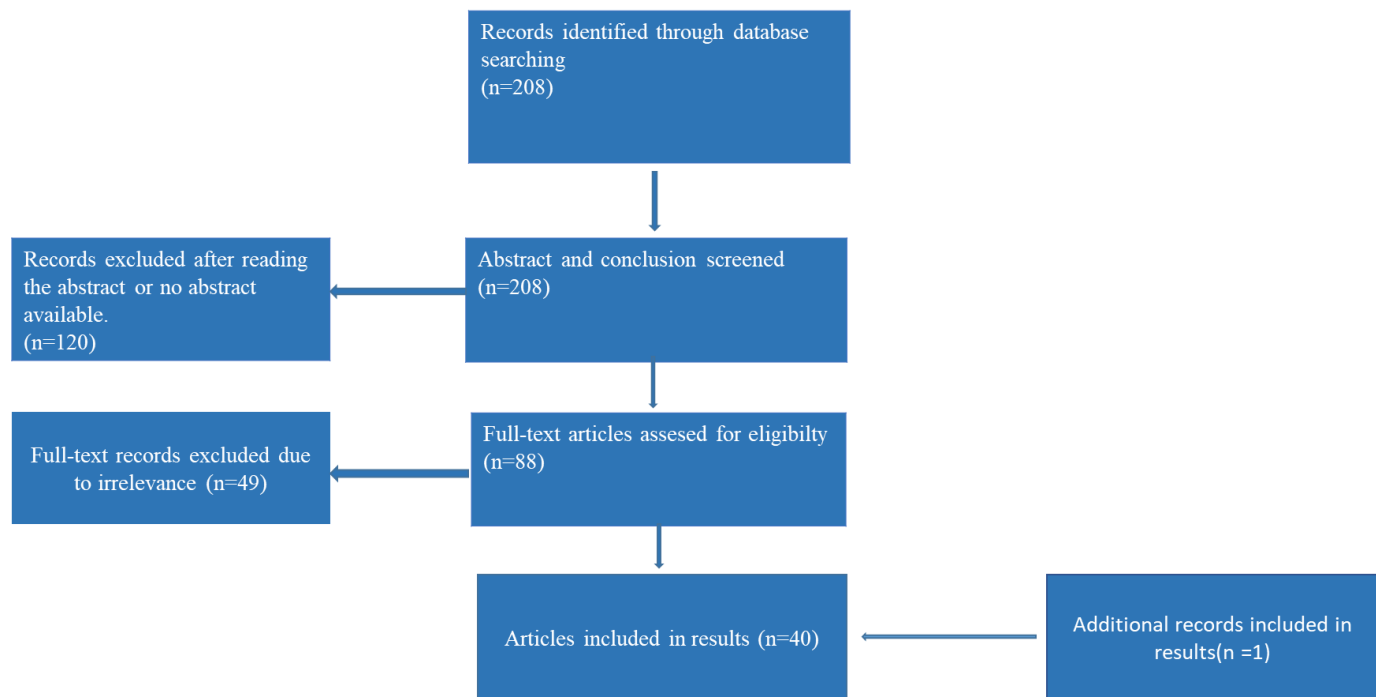 Records identified through database
searching
(n=208)
Records excluded after reading
the abstract or no abstract
available.
(n=120)
Abstract and conclusion screened
(n=208)
Full-text records excluded due
to irrelevance (n=49)
Full-text articles assesed for eligibilty
(n=88)
Articles included in results (n=40)
Additional records included in
results(n =1)